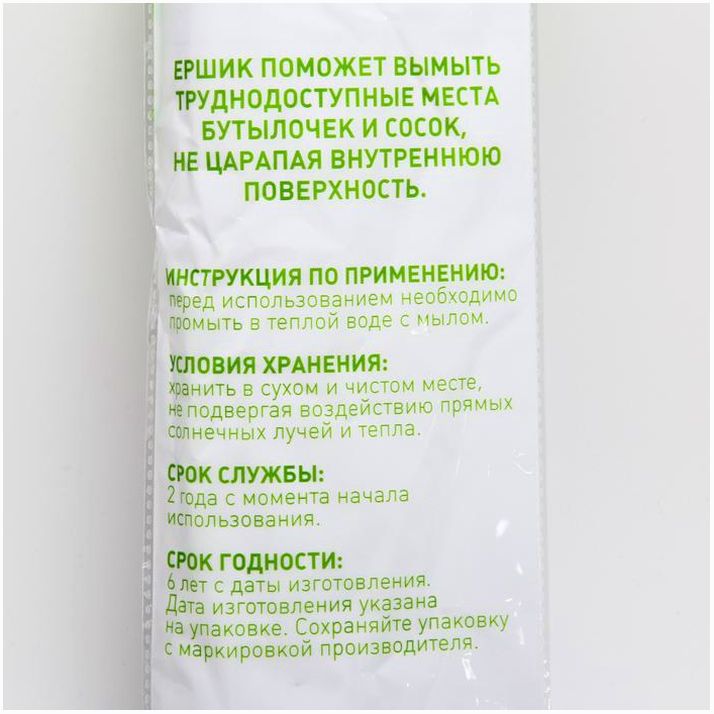 ЕРШИК ПОМОЖЕТ ВЫМЫТЬ
ТРУДНОДОСТУПНЫЕ МЕСТА
БУТЫЛОЧЕК И СОСОК,
НЕ ЦАРАПАЯ ВНУТРЕННЮЮ
ПОВЕРХНОСТЬ.
ИНСТРУКЦИЯ ПО ПРИМЕНЕНИЮ:
перед использованием необходимо
промыть в теплой воде с мылом.
УСЛОВИЯ ХРАНЕНИЯ:
хранить в сухом и чистом месте,
не подвергая воздействию прямых
солнечных лучей и тепла.
СРОК СЛУЖБЫ:
2 года с момента начала
использования.
СРОК ГОДНОСТИ:
6 лет с даты изготовления.
Дата изготовления указана
на упаковке. Сохраняйте упаковку
с маркировкой производителя.